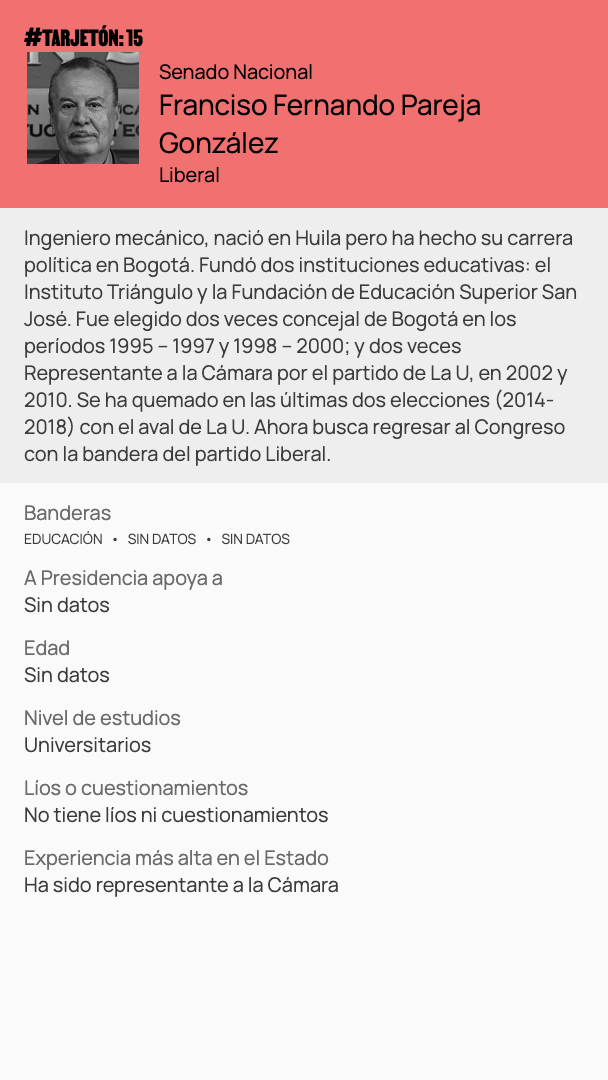 #TARJETÓN: 15
Senado Nacional
Franciso Fernando Pareja
González
Liberal
Ingeniero mecánico, nació en Huila pero ha hecho su carrera
política en Bogotá. Fundó dos instituciones educativas: el
Instituto Triángulo y la Fundación de Educación Superior San
José. Fue elegido dos veces concejal de Bogotá en los
períodos 1995 – 1997 y 1998 – 2000; y dos veces
Representante a la Cámara por el partido de La U, en 2002 y
2010. Se ha quemado en las últimas dos elecciones (2014-
2018) con el aval de La U. Ahora busca regresar al Congreso
con la bandera del partido Liberal.
Banderas
EDUCACIÓN • SIN DATOS • SIN DATOS
A Presidencia apoya a
Sin datos
Edad
Sin datos
Nivel de estudios
Universitarios
Líos o cuestionamientos
No tiene líos ni cuestionamientos
Experiencia más alta en el Estado
Ha sido representante a la Cámara